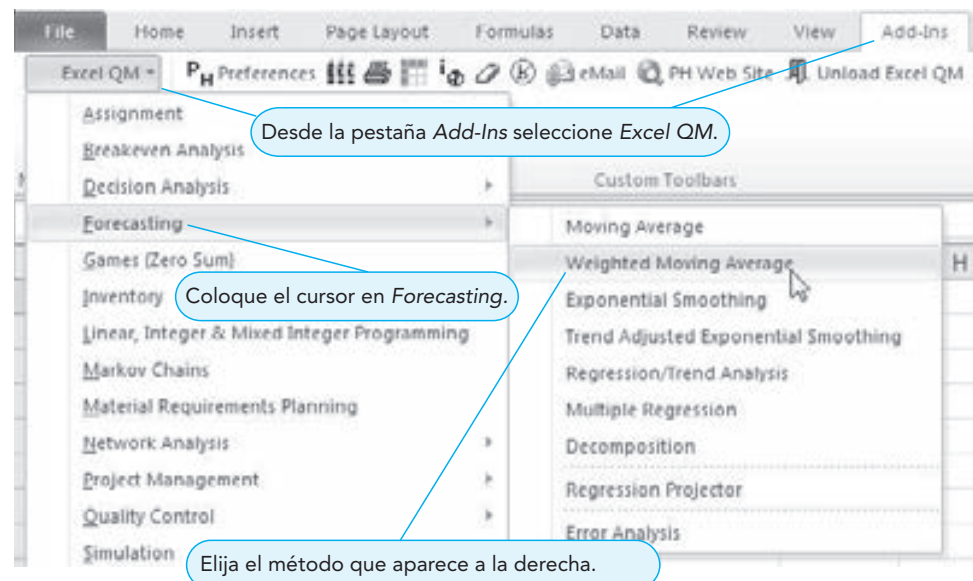 File Home Insert Page Layout Formulas Data Review View Add-Ins
Excel QM PH Preferences eMail PH Web Site Unload Excel QM
Assignment
Desde la pestaña Add-Ins seleccione Excel QM.
Breakeven Analysis
Decision Analysis
Custom Toolbars
Forecasting
Moving Average
Games (Zero Sum)
Weighted Moving Average
H
Inventory
Coloque el cursor en Forecasting.
Exponential Smoothing
Linear, Integer & Mixed Integer Programming
Trend Adjusted Exponential Smoothing
Markov Chains
Regression/Trend Analysis
Material Requirements Planning
Multiple Regression
Network Analysis
Decomposition
Project Management
Regression Projector
Quality Control
Error Analysis
Simulation
Elija el método que aparece a la derecha.